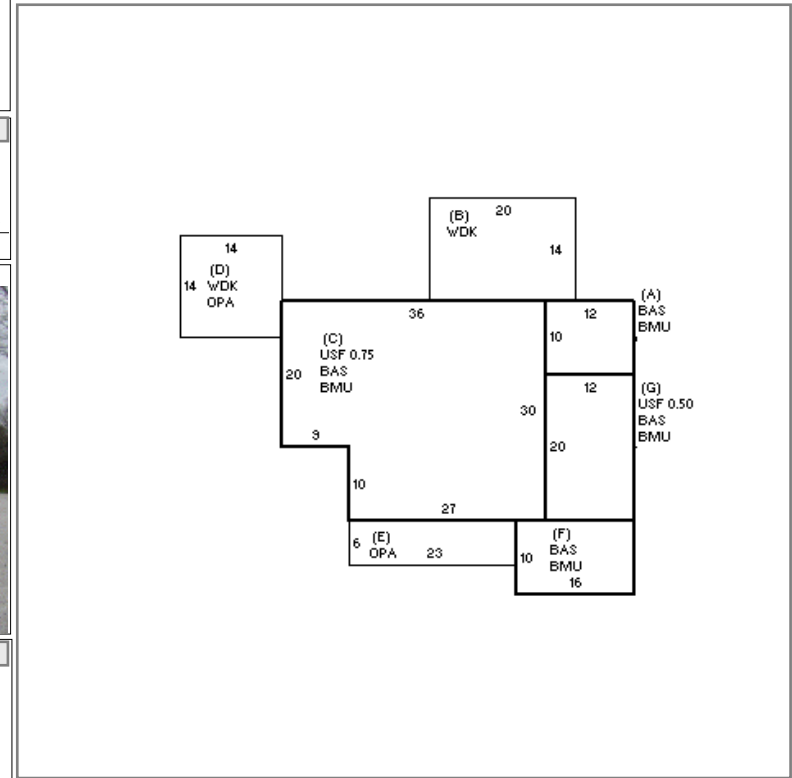 (B)
WDK
20
14
14
14
(D)
WDK
OPA
36
(C)
USF 0.75
BAS
BMU
20
9
10
27
30
12
10
(A)
BAS
BMU
12
20
(G)
USF 0.50
BAS
BMU
6
(E)
OPA
23
10
(F)
BAS
BMU
16